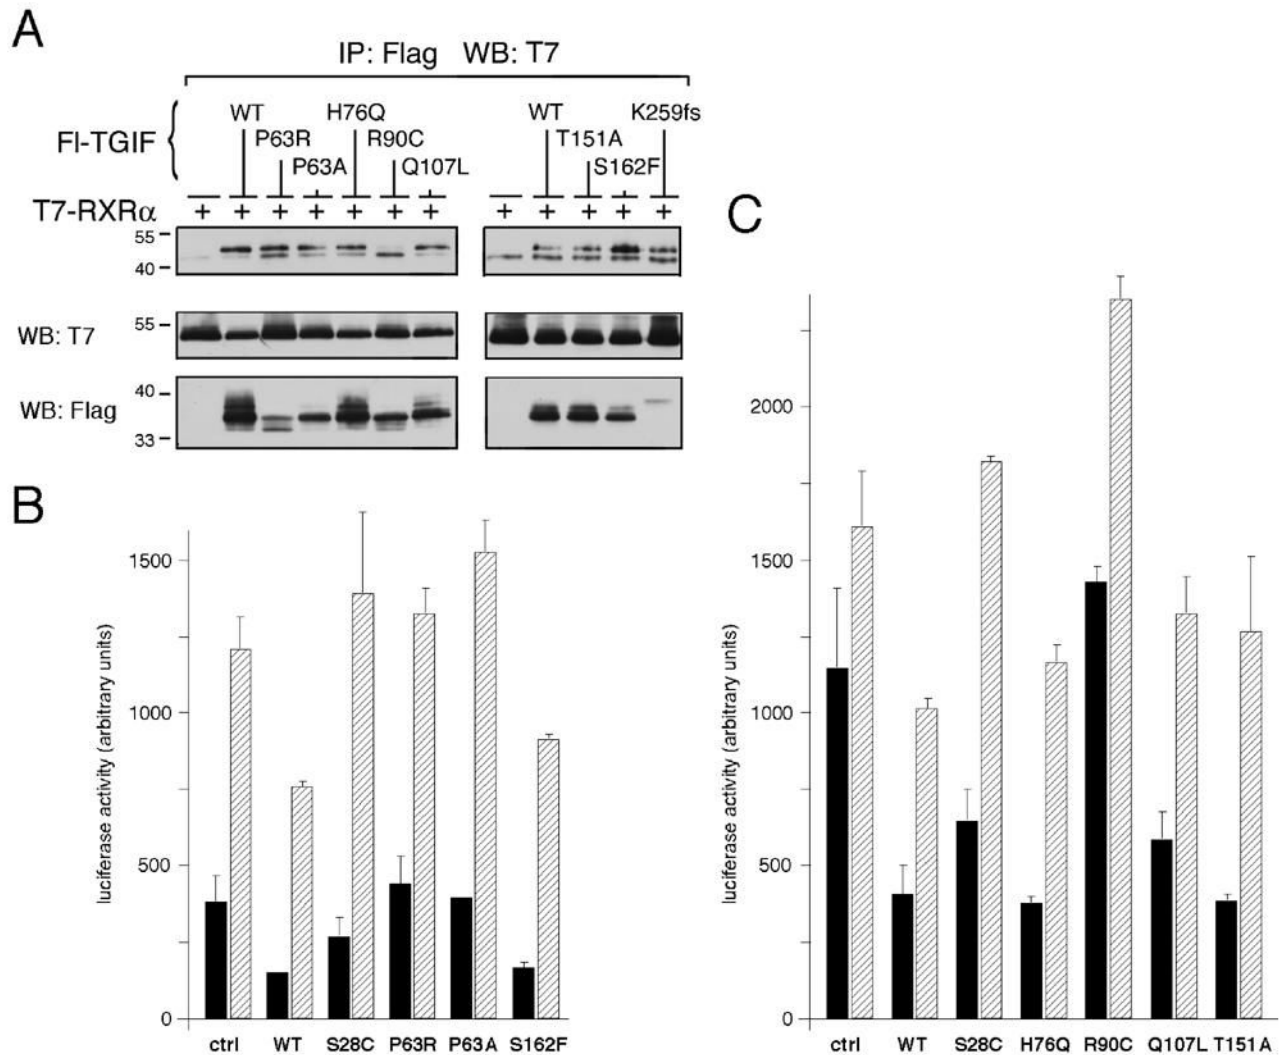 A
IP: Flag WB: T7
Fl-TGIF
WT H76Q WT K259fs
P63R R90C T151A
P63A Q107L S162F
T7-RXRα + + + + + + + + + + + +
55
40
WB: T7
55
WB: Flag
40
33
B
luciferase activity (arbitrary units)
1500
1000
500
0
ctrl WT S28C P63R P63A S162F
C
luciferase activity (arbitrary units)
2000
1500
1000
500
0
ctrl WT S28C H76Q R90C Q107L T151A